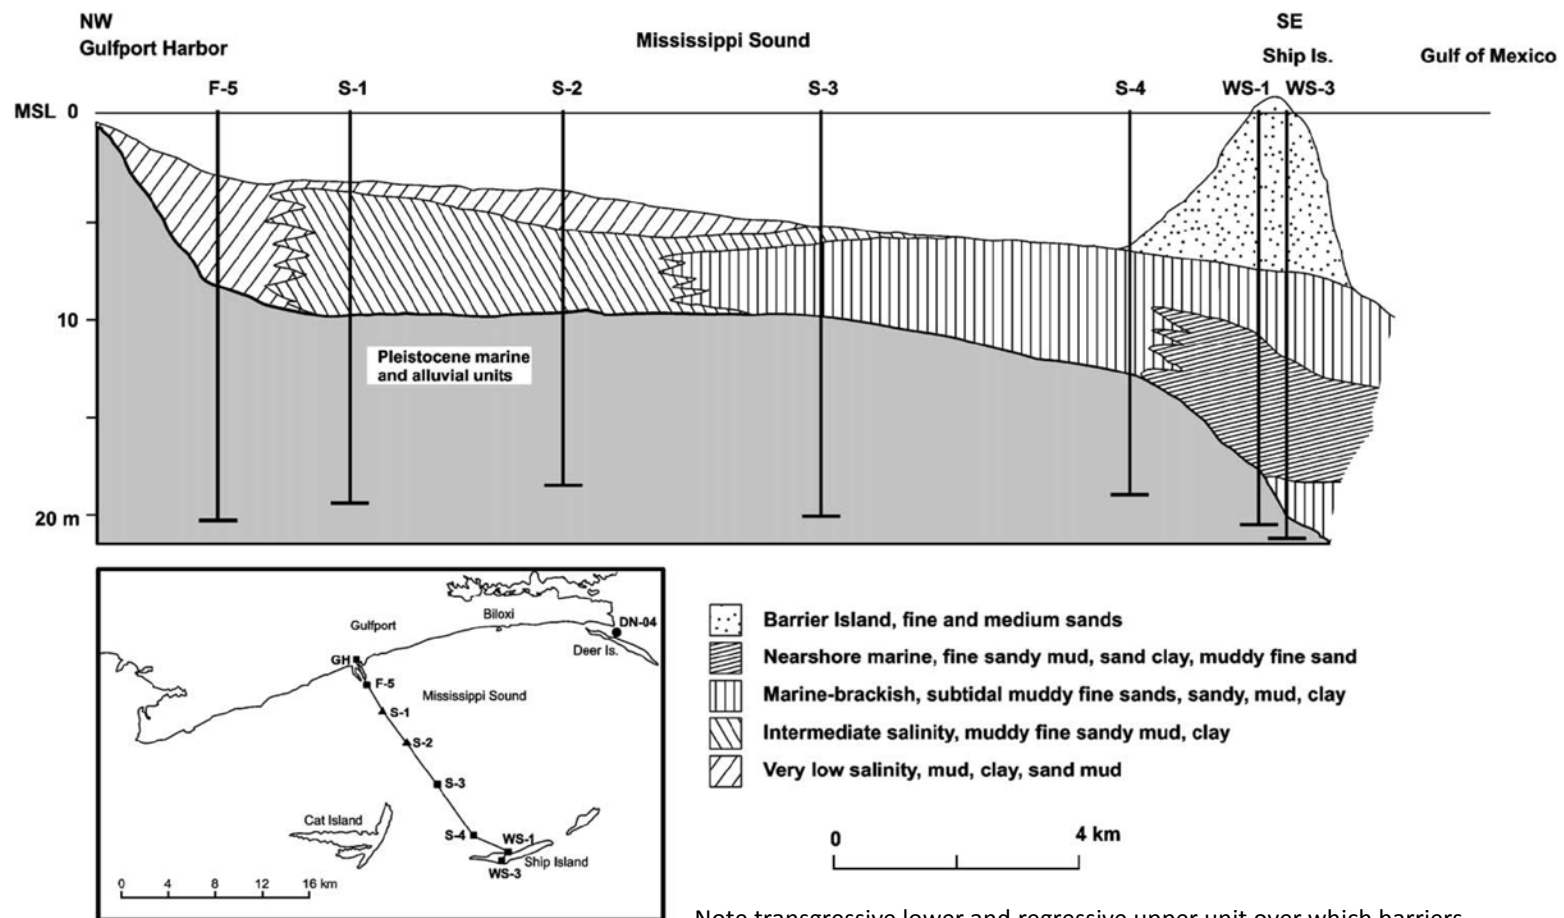 NW
Gulfport Harbor
Mississippi Sound
SE
Ship Is.
Gulf of Mexico
F-5
S-1
S-2
S-3
S-4
WS-1
WS-3
MSL 0
10
20 m
Pleistocene marine
and alluvial units
Gulfport
Biloxi
DN-04
Deer Is.
GH
F-5
Mississippi Sound
S-1
S-2
S-3
Cat Island
S-4
WS-1
Ship Island
WS-3
0 4 8 12 16 km
Barrier Island, fine and medium sands
Nearshore marine, fine sandy mud, sand clay, muddy fine sand
Marine-brackish, subtidal muddy fine sands, sandy, mud, clay
Intermediate salinity, muddy fine sandy mud, clay
Very low salinity, mud, clay, sand mud
0 4 km
Note transgressive lower and regressive upper unit over which barriers